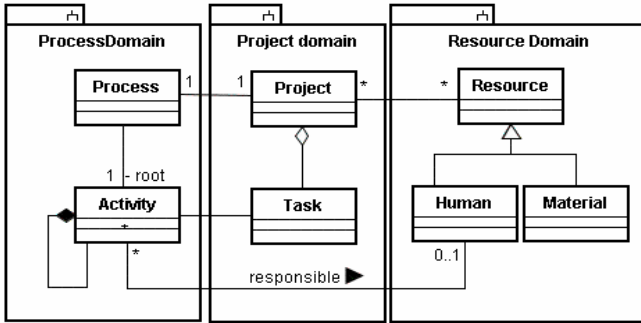 ProcessDomain
Project domain
Resource Domain
Process
1
1
Project
*
*
Resource
1 - root
Activity
*
Task
Human
Material
*
0..1
responsible ►